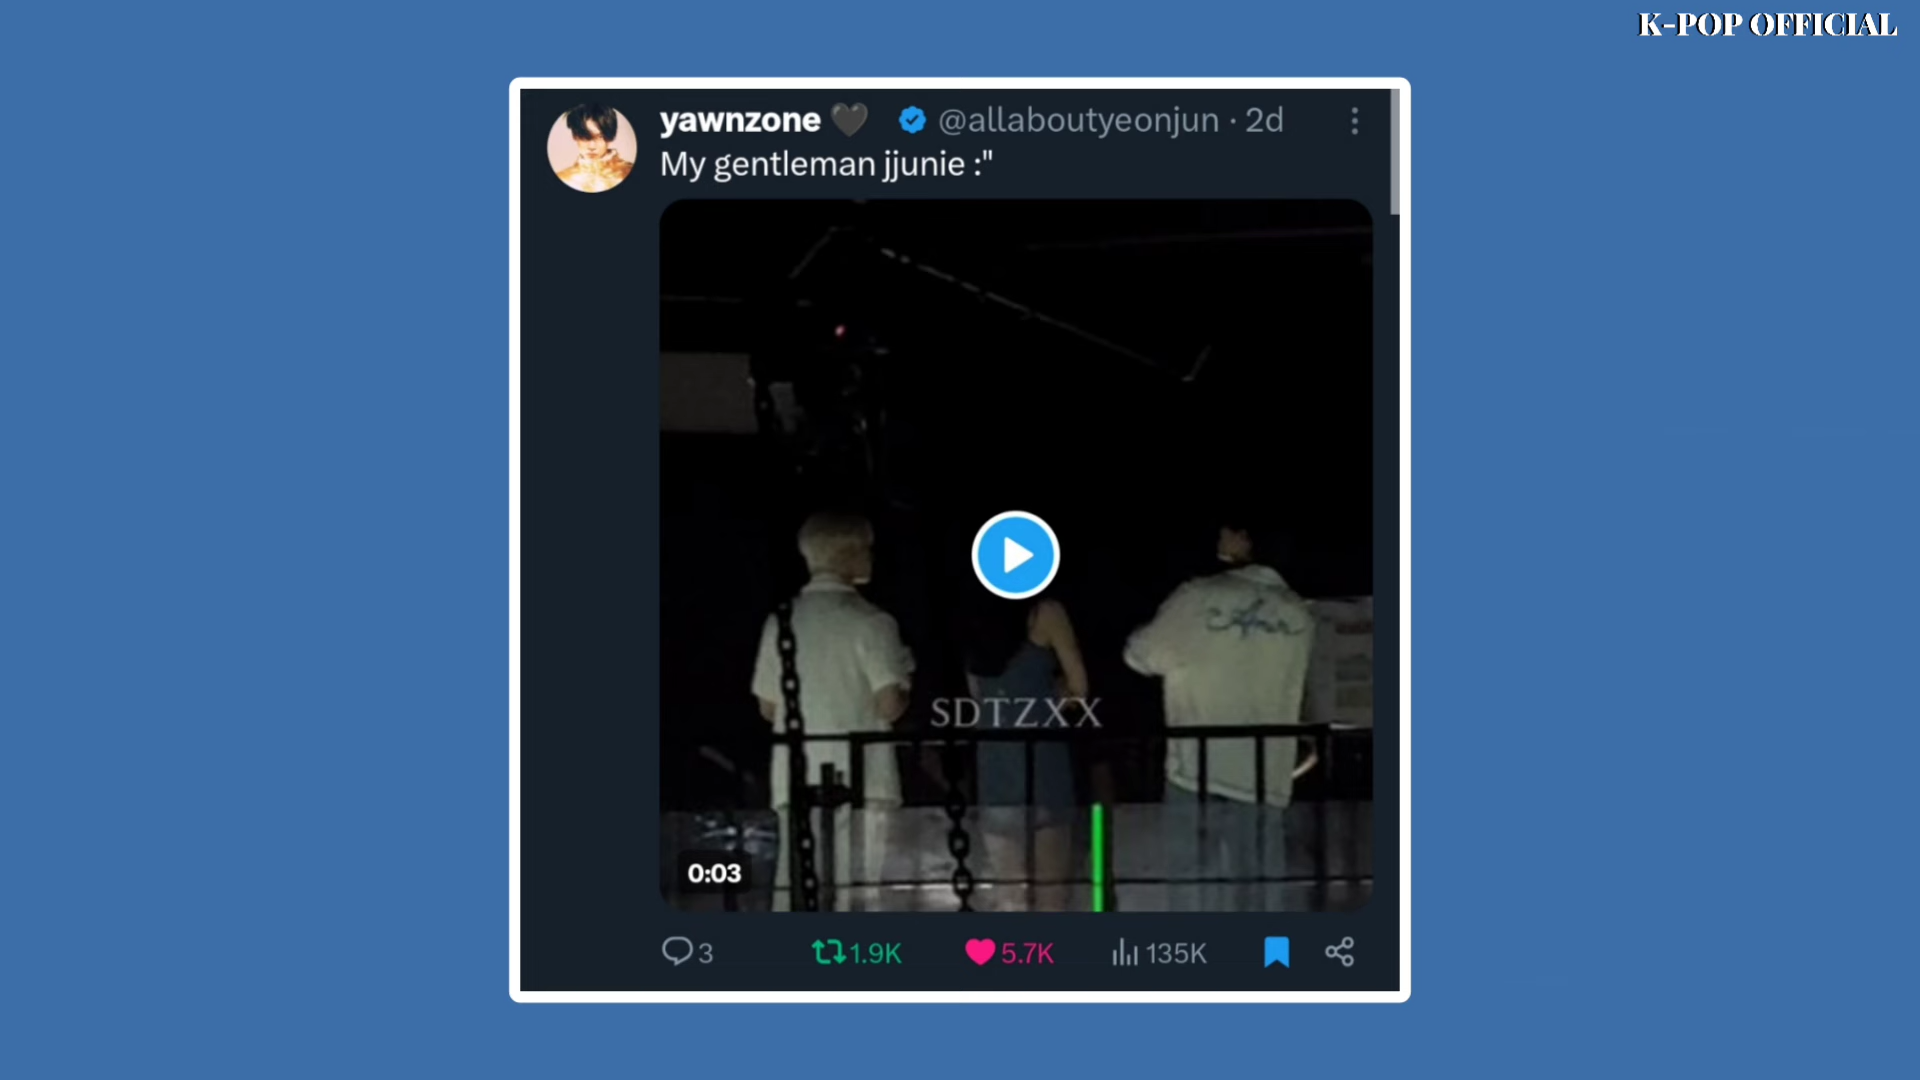 K-POP OFFICIAL
yawnzone 🖤 @allaboutyeonjun · 2d
My gentleman jjunie :"
SDTZXX
0:03
3 1.9K 5.7K 135K